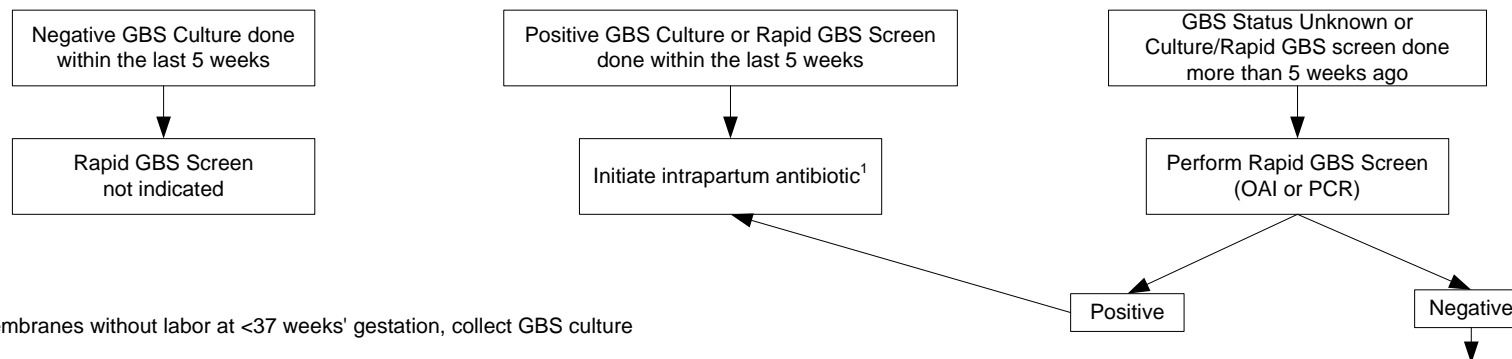 Negative GBS Culture done
within the last 5 weeks
Positive GBS Culture or Rapid GBS Screen
done within the last 5 weeks
GBS Status Unknown or
Culture/Rapid GBS screen done
more than 5 weeks ago
Rapid GBS Screen
not indicated
Initiate intrapartum antibiotic¹
Perform Rapid GBS Screen
(OAI or PCR)
Positive
Negative
without labor at <37 weeks' gestation, collect GBS culture